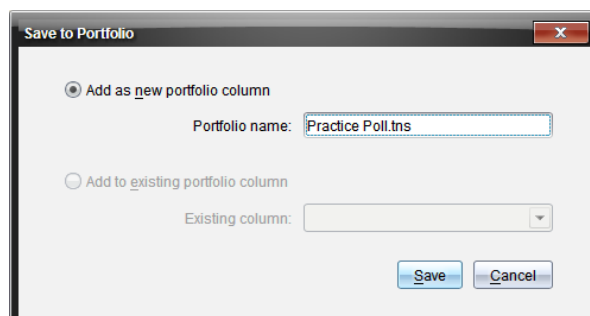 Save to Portfolio
Add as new portfolio column
Portfolio name: Practice Poll.tns
Add to existing portfolio column
Existing column:
Save Cancel